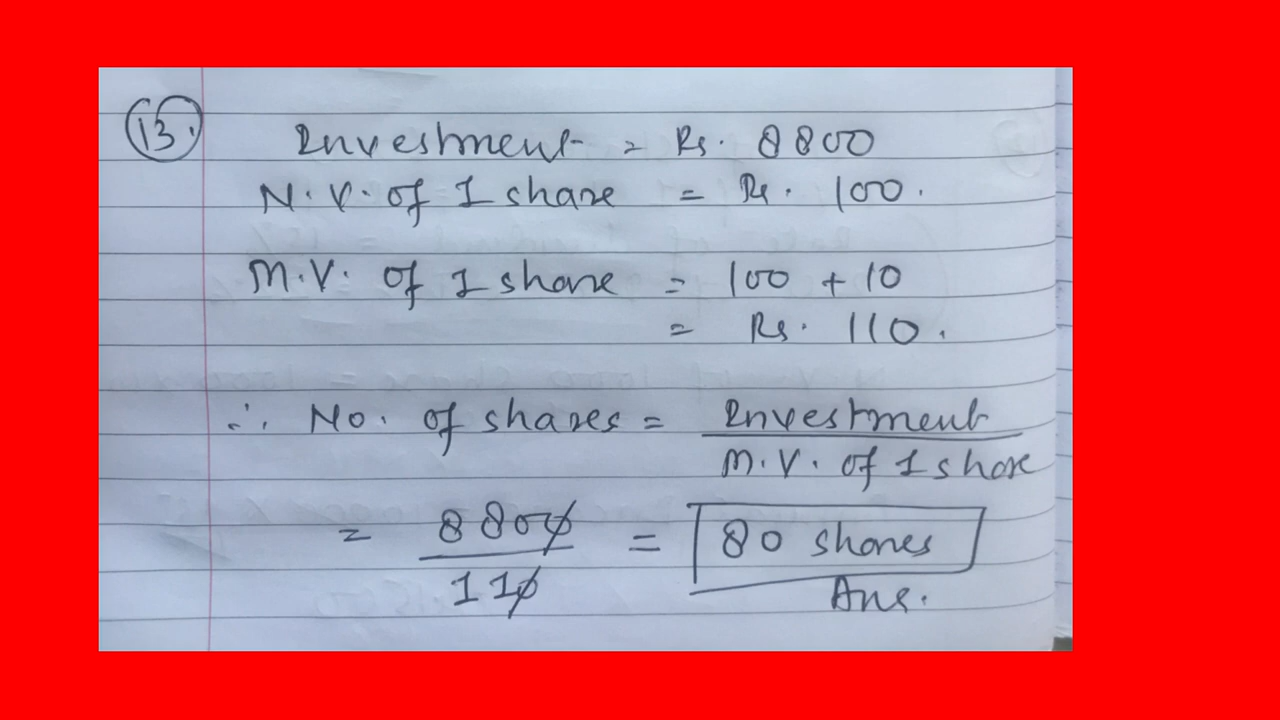 13.
Investment = Rs. 8800
N.V. of 1 share = Rs. 100.
M.V. of 1 share = 100 + 10
= Rs. 110.
∴ No. of shares = Investment / M.V. of 1 share
= 8800 / 110 = 80 shares
Ans.